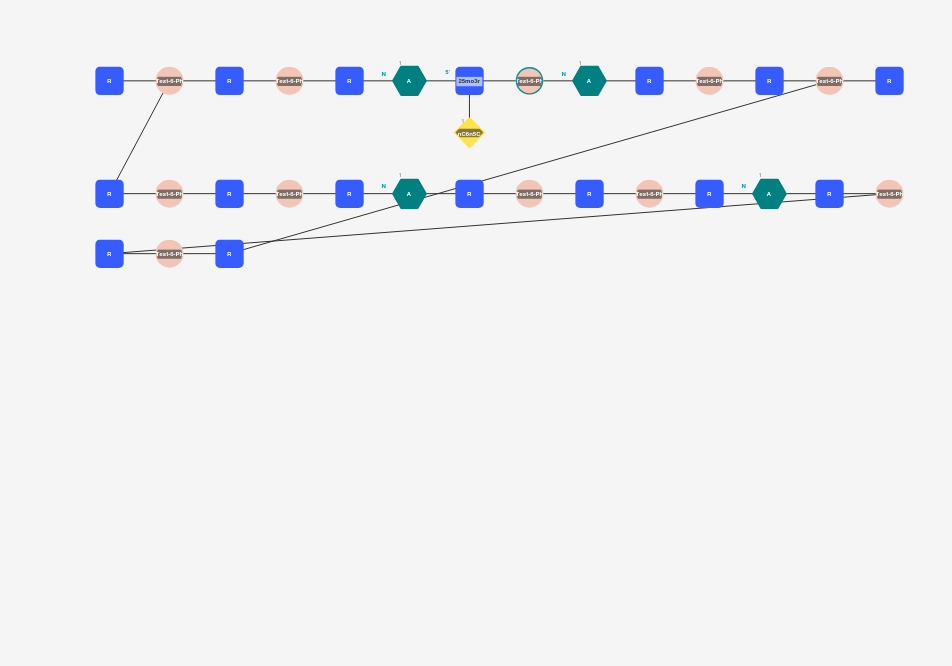 R Test-6-Ph R Test-6-Ph R N 1 A 5' 25mo3r Test-6-Ph N 1 A R Test-6-Ph R Test-6-Ph R
1 nC6n5C
R Test-6-Ph R Test-6-Ph R N 1 A R Test-6-Ph R Test-6-Ph R N 1 A R Test-6-Ph
R Test-6-Ph R